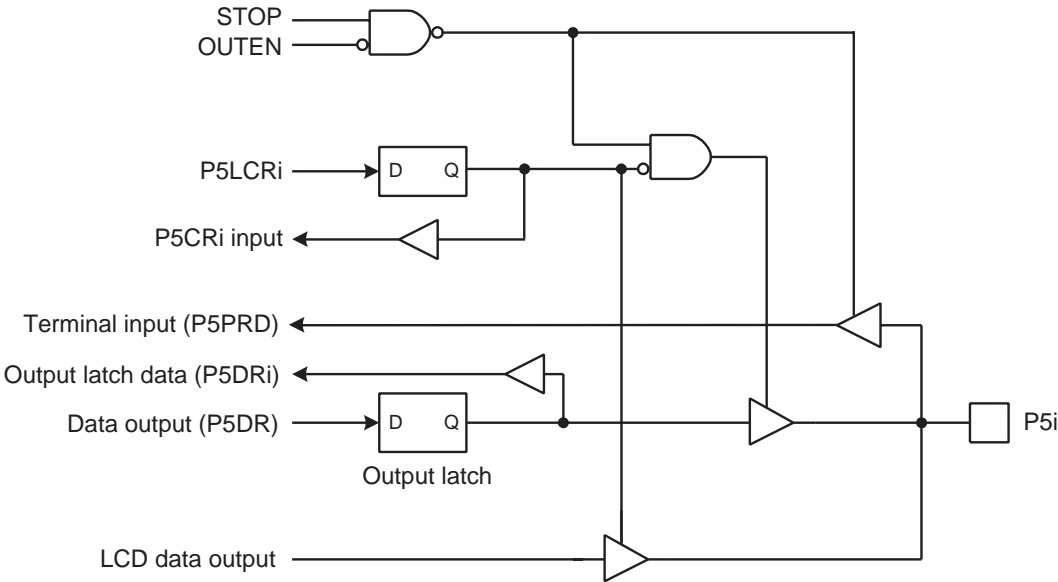 STOP
OUTEN
P5LCRi
D Q
P5CRi input
Terminal input (P5PRD)
Output latch data (P5DRi)
Data output (P5DR)
D Q
P5i
Output latch
LCD data output